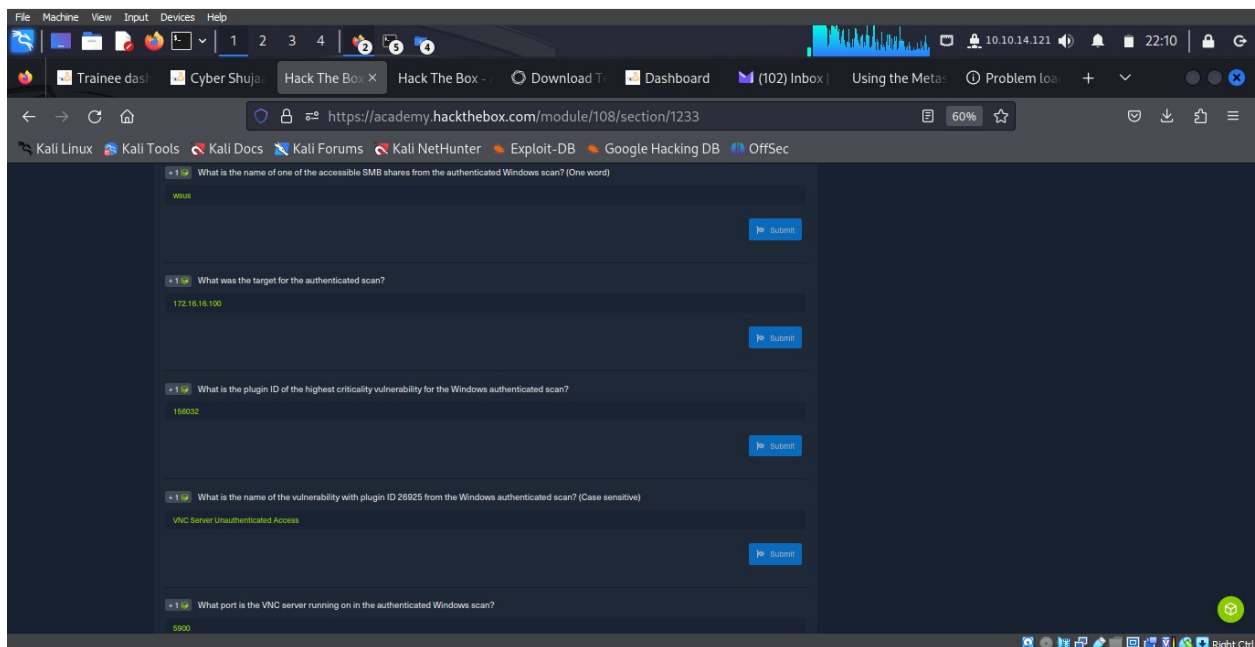 File Machine View Input Devices Help
1 2 3 4 2 5 4 10.10.14.121 22:10
Trainee dash Cyber Shuja Hack The Box × Hack The Box - Download T Dashboard (102) Inbox | Using the Metas Problem loa
https://academy.hackthebox.com/module/108/section/1233 60%
Kali Linux Kali Tools Kali Docs Kali Forums Kali NetHunter Exploit-DB Google Hacking DB OffSec
+ 1 What is the name of one of the accessible SMB shares from the authenticated Windows scan? (One word)
wsus
Submit
+ 1 What was the target for the authenticated scan?
172.16.16.100
Submit
+ 1 What is the plugin ID of the highest criticality vulnerability for the Windows authenticated scan?
156032
Submit
+ 1 What is the name of the vulnerability with plugin ID 26925 from the Windows authenticated scan? (Case sensitive)
VNC Server Unauthenticated Access
Submit
+ 1 What port is the VNC server running on in the authenticated Windows scan?
5900
Right Ctrl